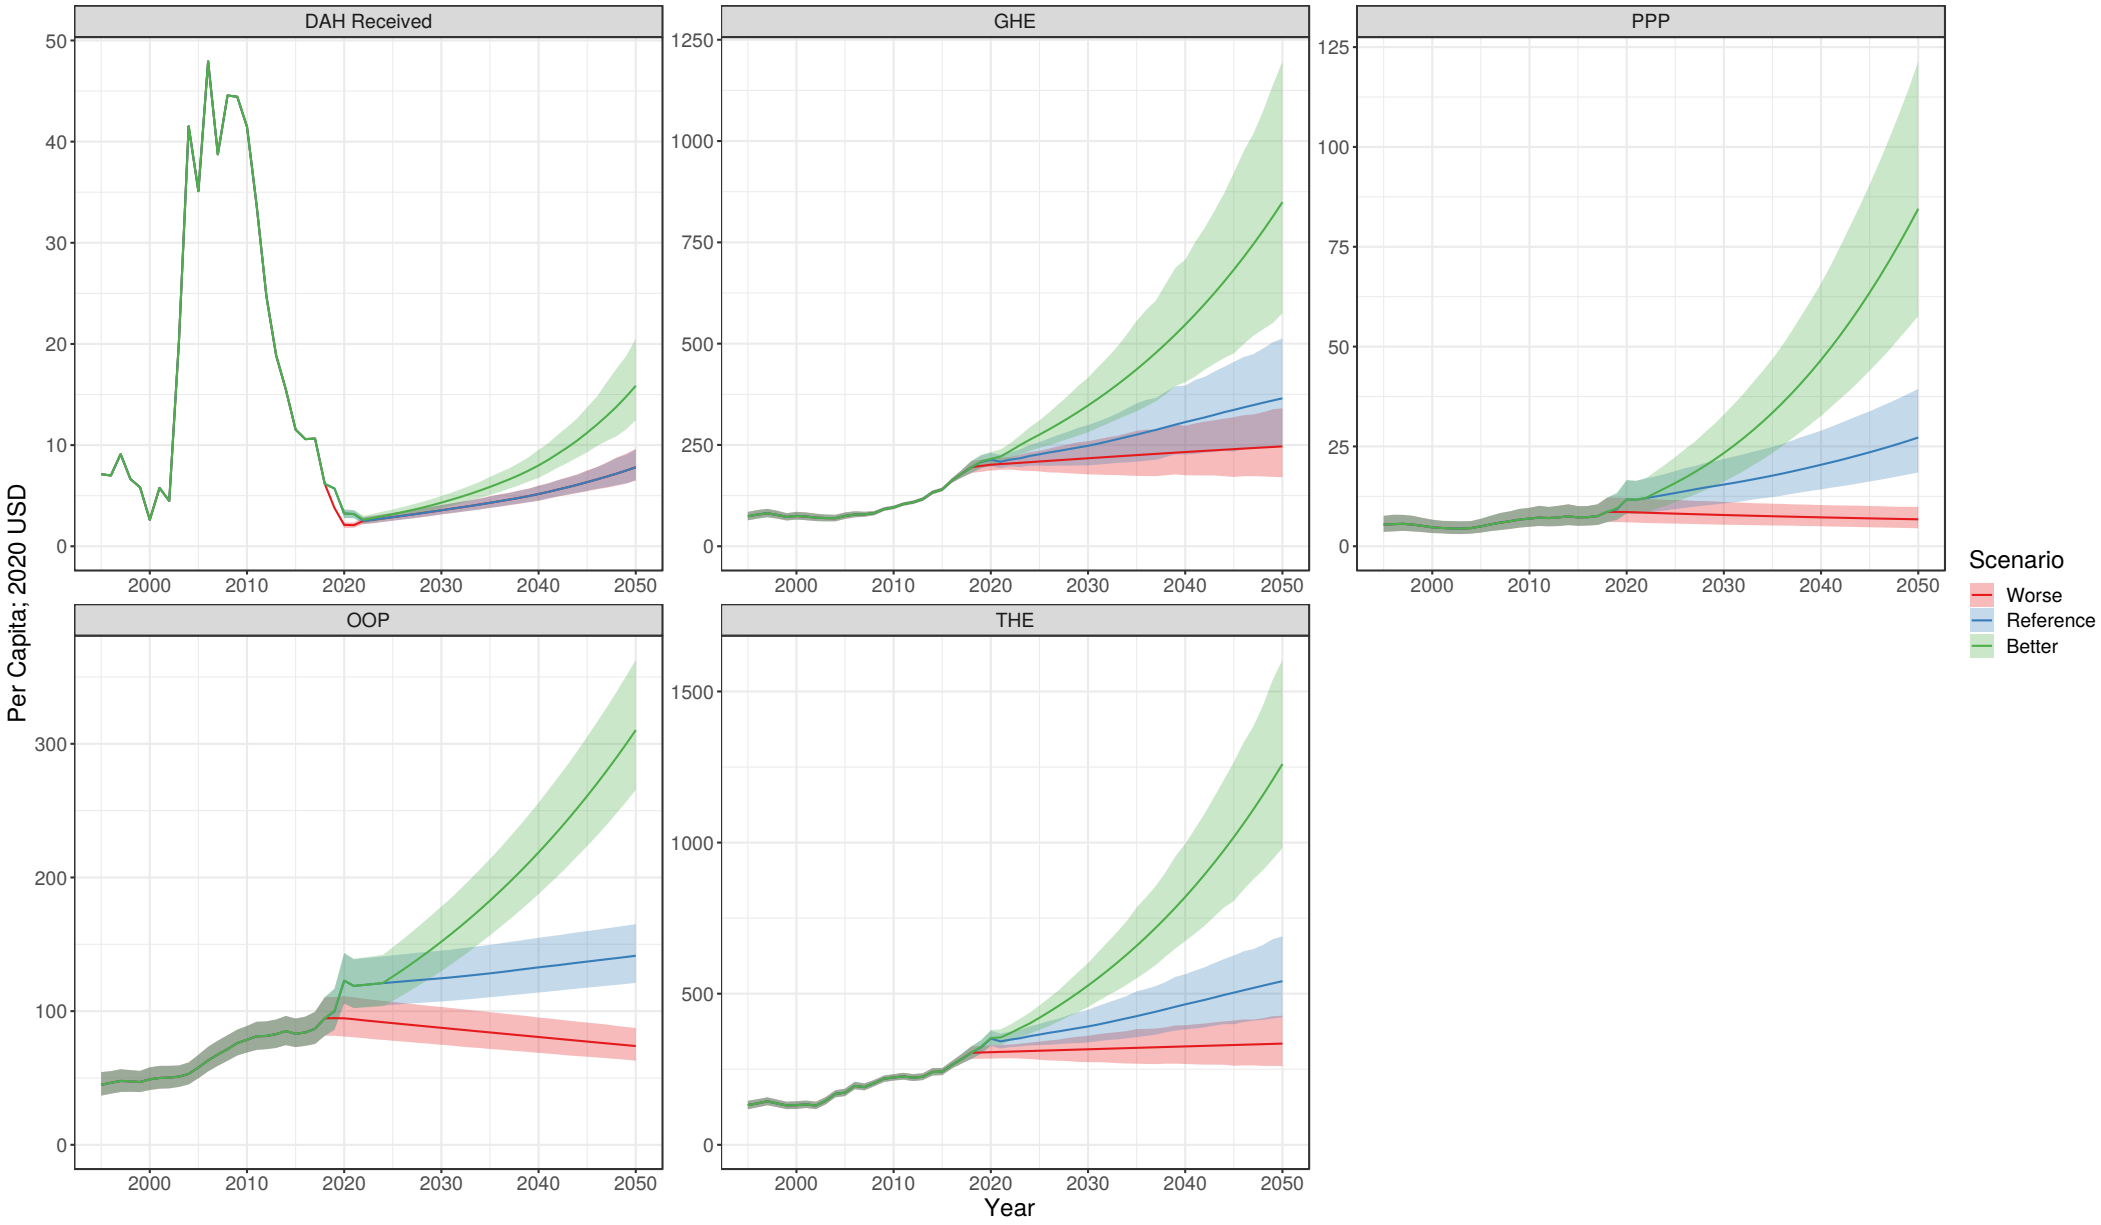 DAH Received
GHE
PPP
50
40
30
20
10
0
2000 2010 2020 2030 2040 2050
1250
1000
750
500
250
0
2000 2010 2020 2030 2040 2050
125
100
75
50
25
0
2000 2010 2020 2030 2040 2050
Per Capita; 2020 USD
OOP
THE
300
200
100
0
2000 2010 2020 2030 2040 2050
1500
1000
500
0
2000 2010 2020 2030 2040 2050
Year
Scenario
Worse
Reference
Better